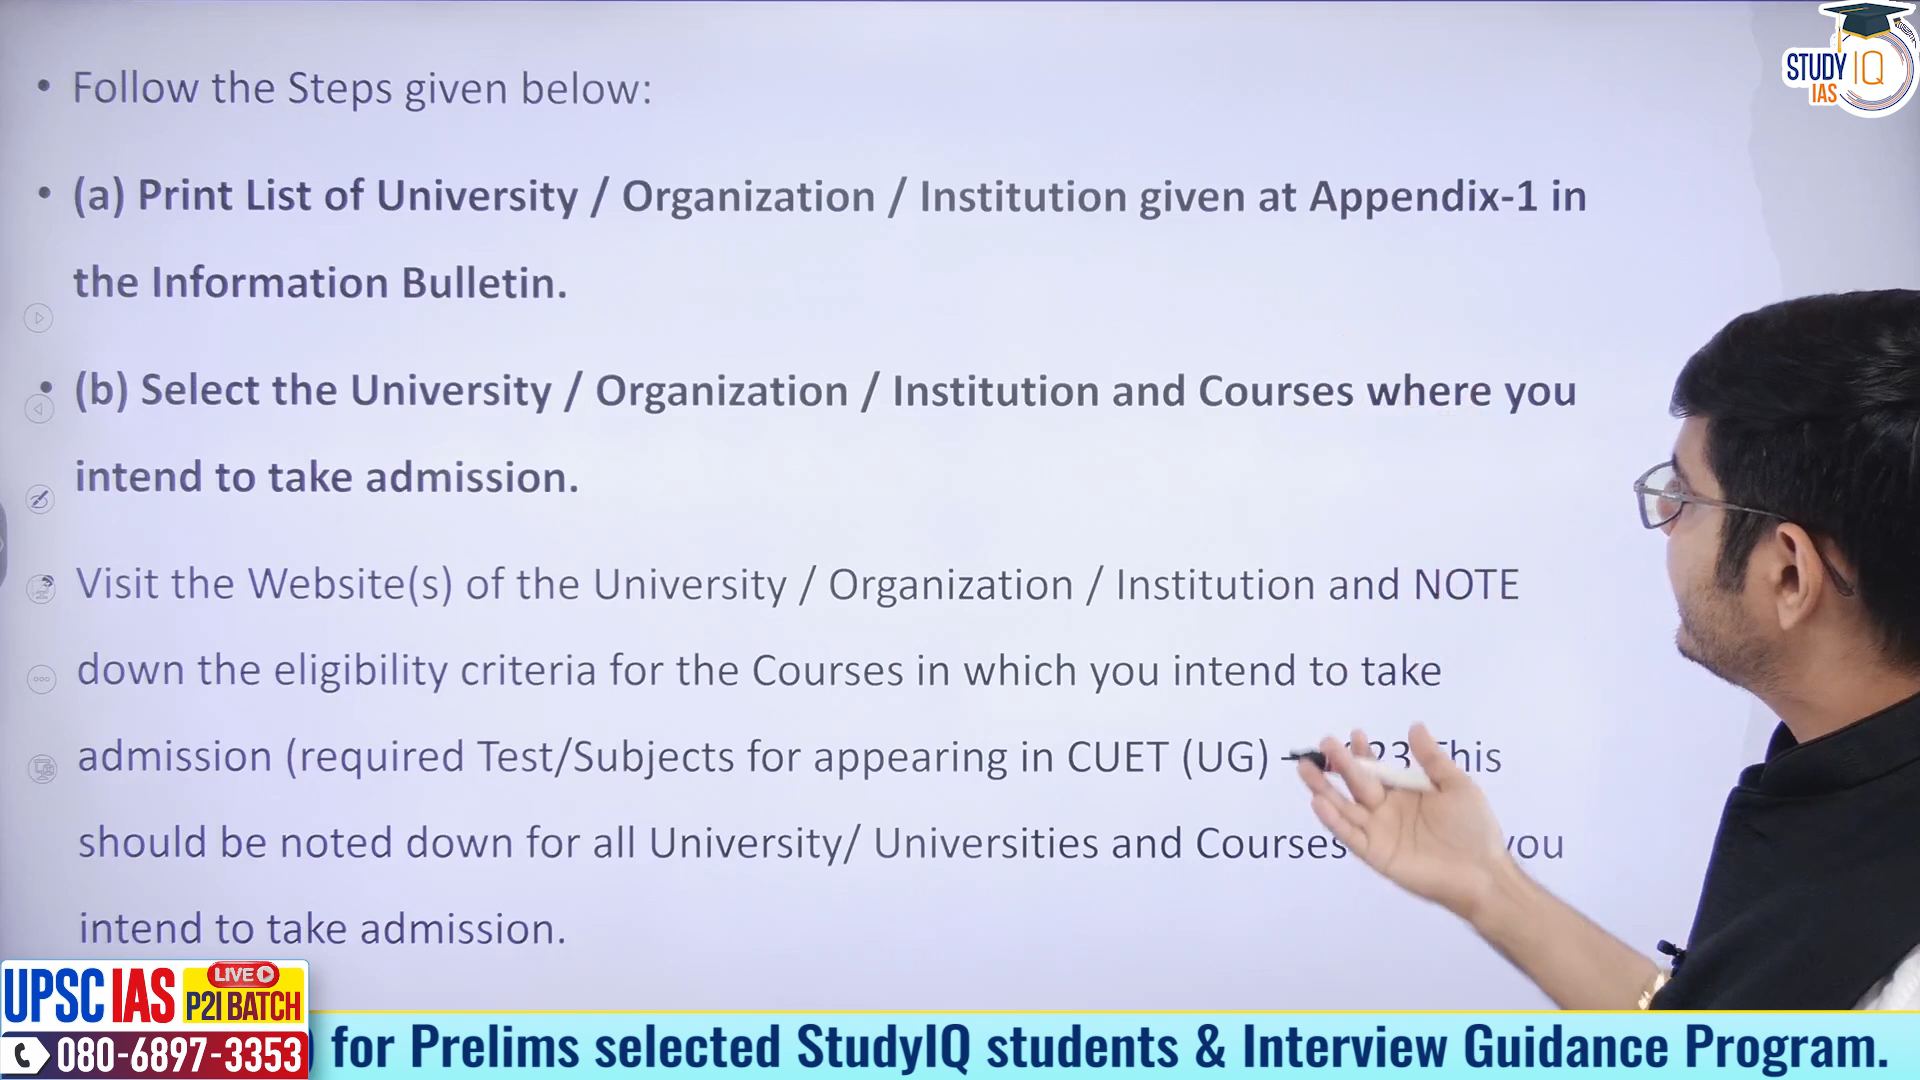 STUDY IQ
IAS
• Follow the Steps given below:
• (a) Print List of University / Organization / Institution given at Appendix-1 in
the Information Bulletin.
• (b) Select the University / Organization / Institution and Courses where you
intend to take admission.
Visit the Website(s) of the University / Organization / Institution and NOTE
down the eligibility criteria for the Courses in which you intend to take
admission (required Test/Subjects for appearing in CUET (UG)
should be noted down for all University/ Universities and Courses you
intend to take admission.
UPSC IAS LIVE
P2I BATCH
080-6897-3353
for Prelims selected StudyIQ students & Interview Guidance Program.